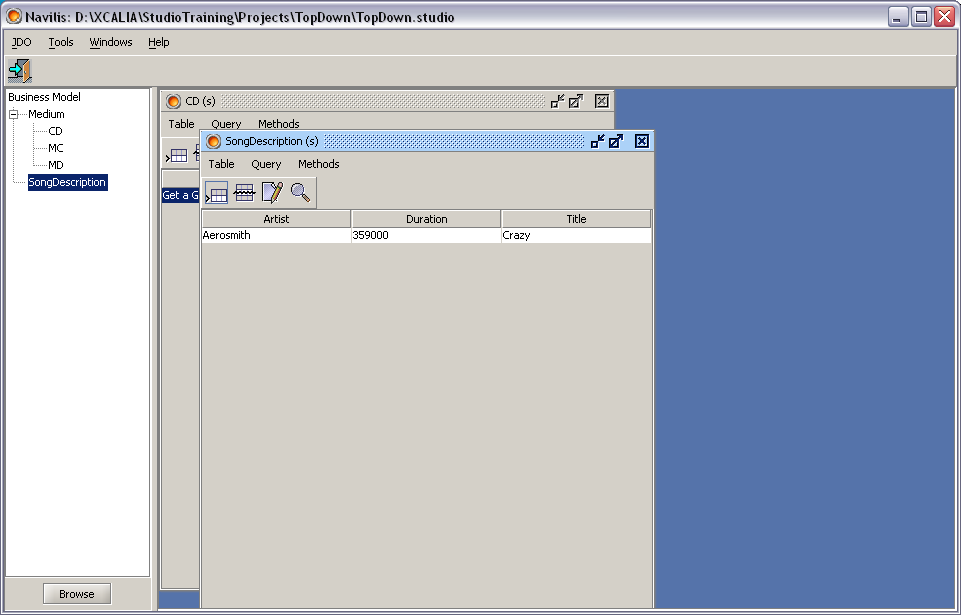 Navilis: D:\XCALIA\StudioTraining\Projects\TopDown\TopDown.studio
JDO Tools Windows Help
Business Model
Medium
CD
MC
MD
SongDescription
Browse
CD (s)
Table Query Methods
Get a G
SongDescription (s)
Table Query Methods
Artist Duration Title
Aerosmith 359000 Crazy